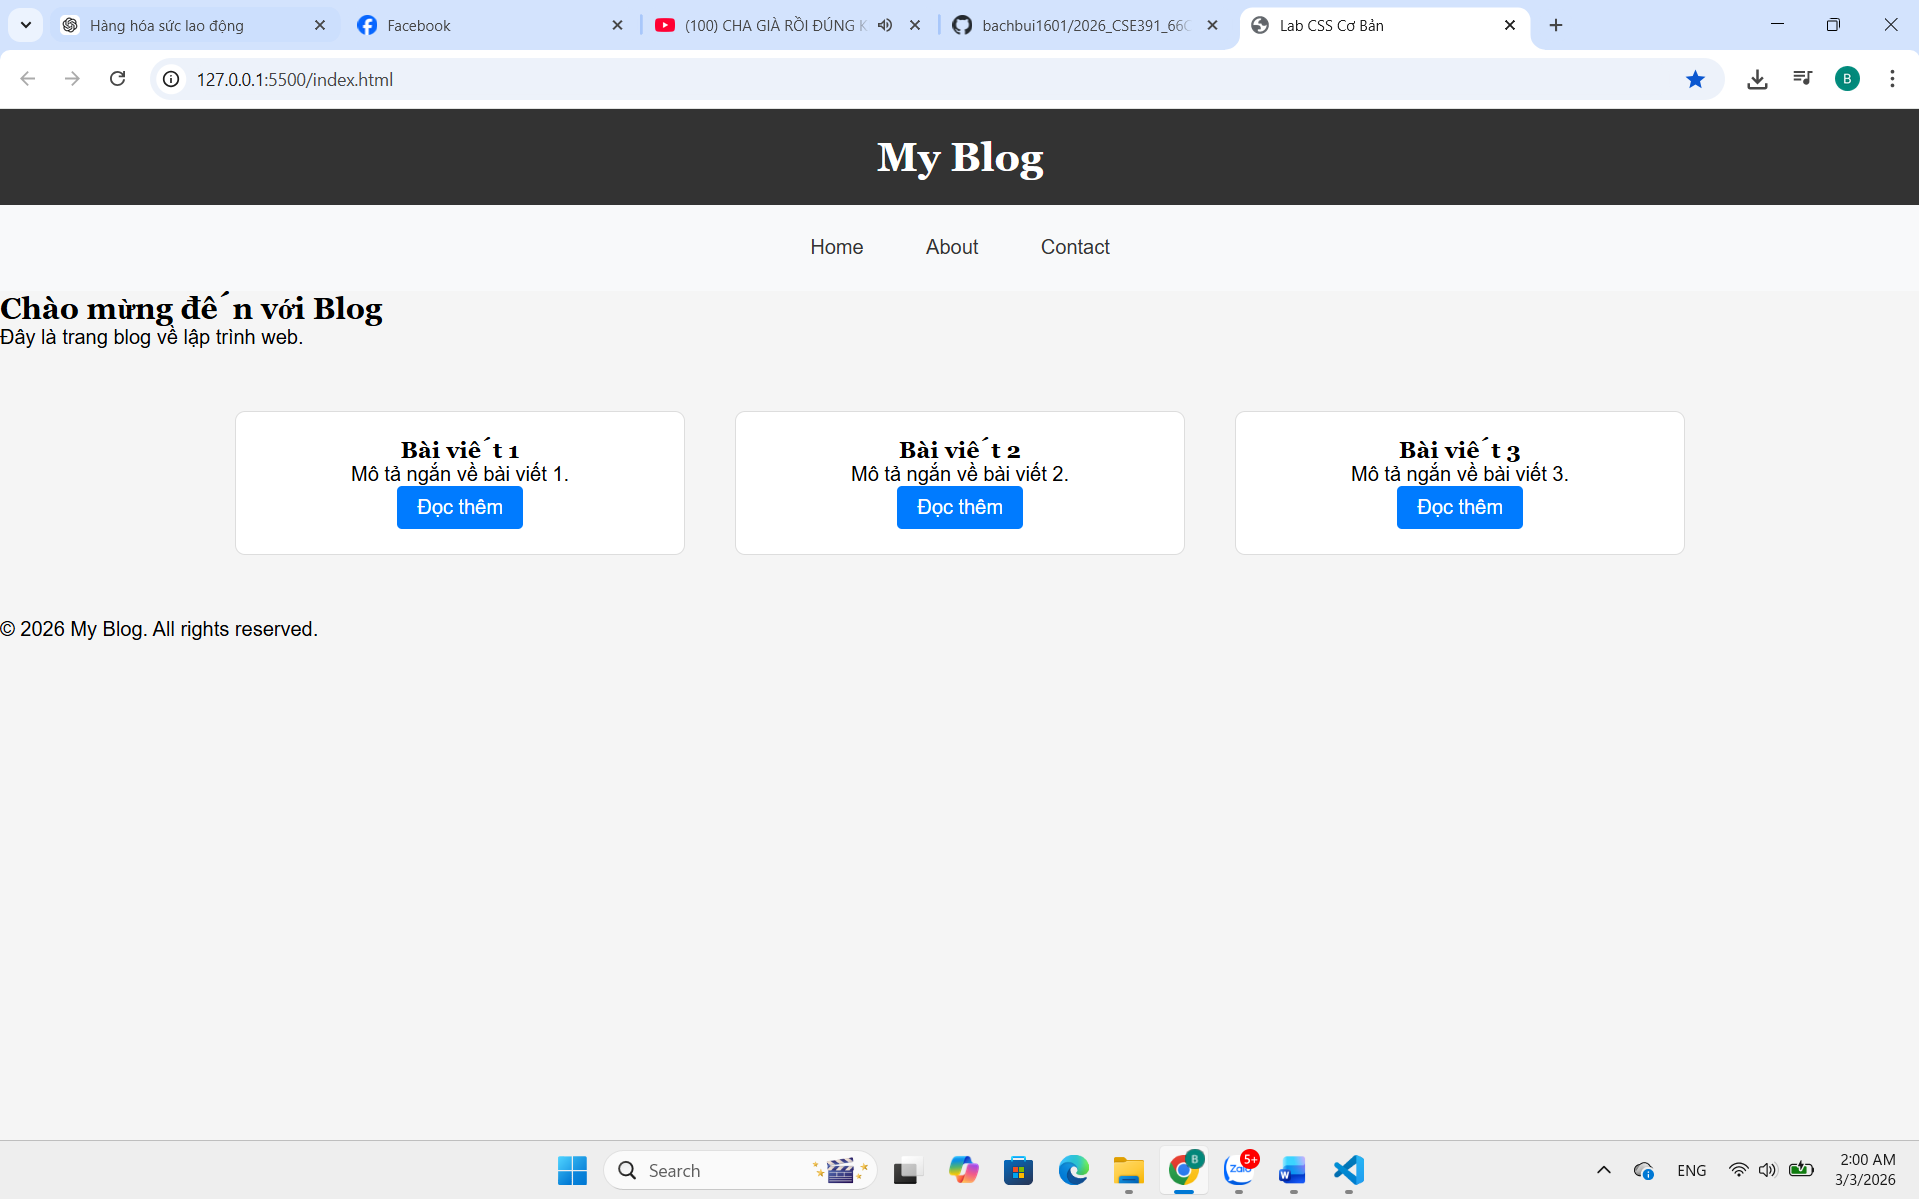 Hàng hóa sức lao động
Facebook
(100) CHA GIÀ RỒI ĐÚNG K
bachbui1601/2026_CSE391_66C
Lab CSS Cơ Bản
127.0.0.1:5500/index.html
B
My Blog
Home About Contact
Chào mừng đến với Blog
Đây là trang blog về lập trình web.
Bài viết 1
Mô tả ngắn về bài viết 1.
Đọc thêm
Bài viết 2
Mô tả ngắn về bài viết 2.
Đọc thêm
Bài viết 3
Mô tả ngắn về bài viết 3.
Đọc thêm
© 2026 My Blog. All rights reserved.
Search
B
5+
Zalo
W
ENG
2:00 AM
3/3/2026